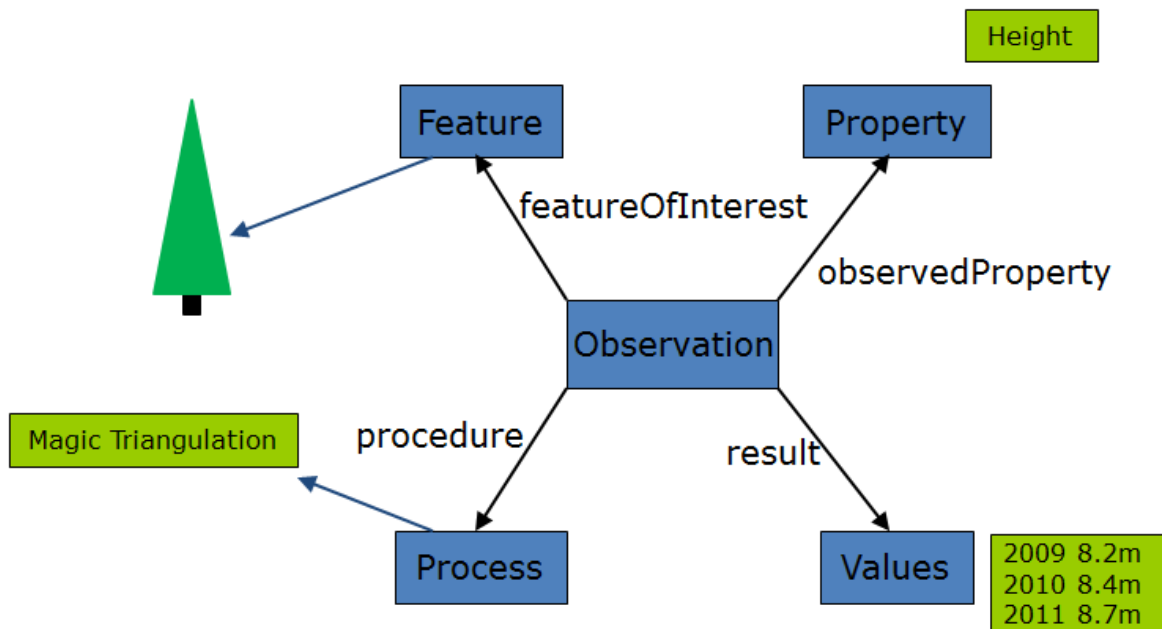 Height
Feature
Property
featureOfInterest
observedProperty
Observation
Magic Triangulation
procedure
result
Process
Values
2009 8.2m
2010 8.4m
2011 8.7m